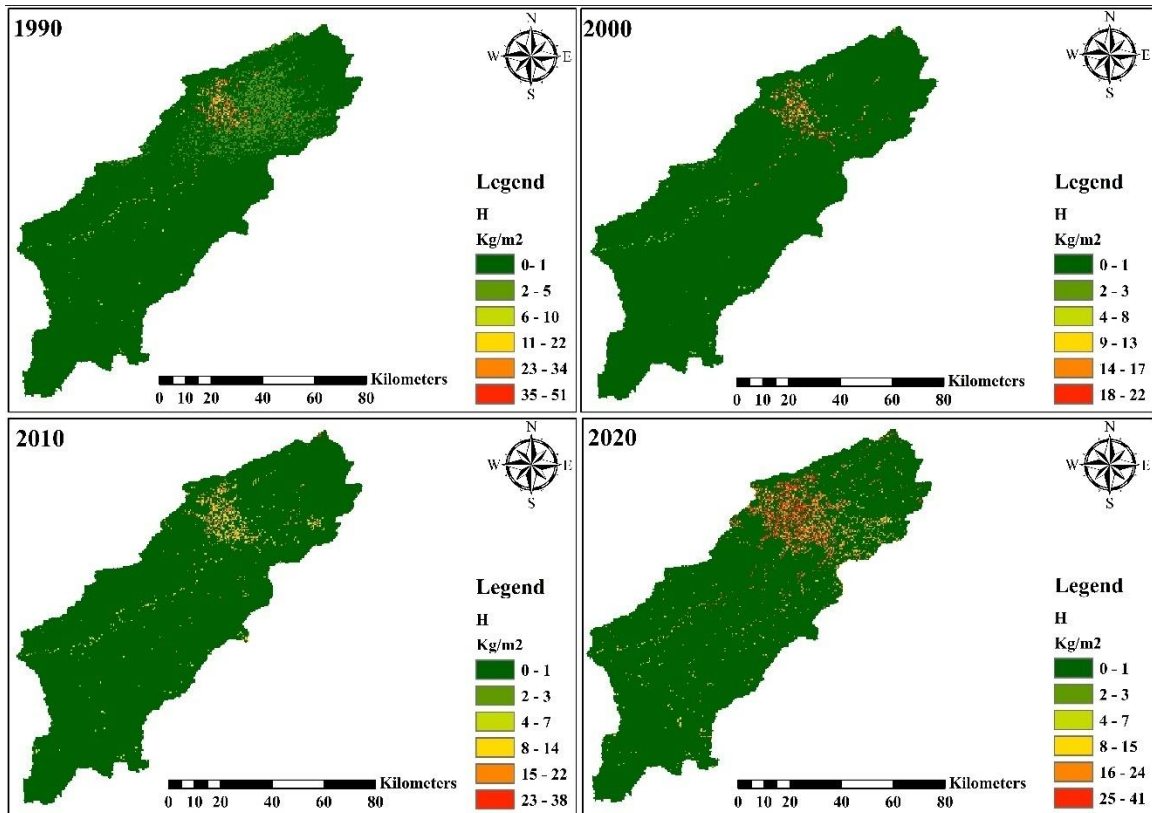 1990
N
W E
S
Legend
H
Kg/m2
0 - 1
2 - 5
6 - 10
11 - 22
23 - 34
35 - 51
Kilometers
0 10 20 40 60 80
2000
N
W E
S
Legend
H
Kg/m2
0 - 1
2 - 3
4 - 8
9 - 13
14 - 17
18 - 22
Kilometers
0 10 20 40 60 80
2010
N
W E
S
Legend
H
Kg/m2
0 - 1
2 - 3
4 - 7
8 - 14
15 - 22
23 - 38
Kilometers
0 10 20 40 60 80
2020
N
W E
S
Legend
H
Kg/m2
0 - 1
2 - 3
4 - 7
8 - 15
16 - 24
25 - 41
Kilometers
0 10 20 40 60 80